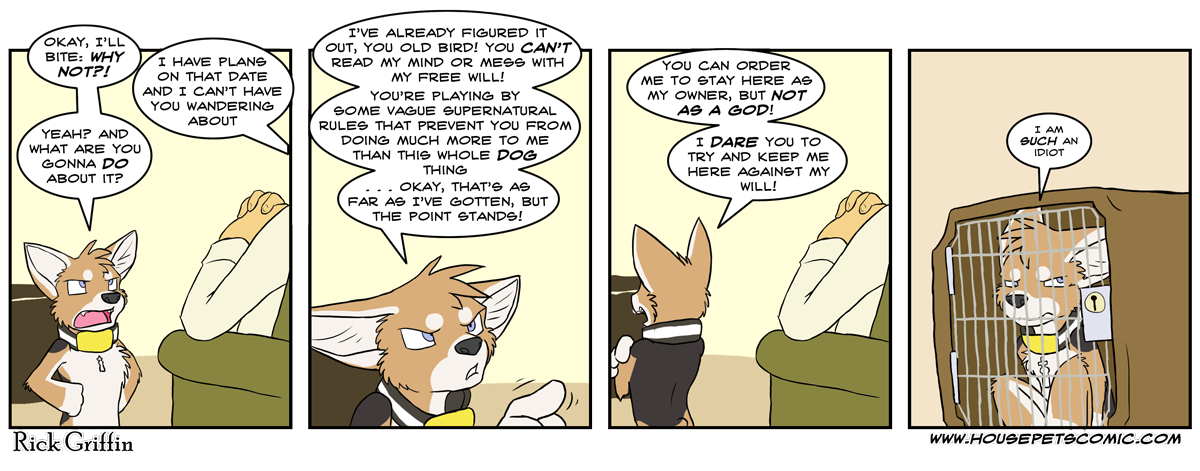 OKAY, I'LL
BITE: WHY
NOT?!
I HAVE PLANS
ON THAT DATE
AND I CAN'T HAVE
YOU WANDERING
ABOUT
YEAH? AND
WHAT ARE YOU
GONNA DO
ABOUT IT?
I'VE ALREADY FIGURED IT
OUT, YOU OLD BIRD! YOU CAN'T
READ MY MIND OR MESS WITH
MY FREE WILL!
YOU'RE PLAYING BY
SOME VAGUE SUPERNATURAL
RULES THAT PREVENT YOU FROM
DOING MUCH MORE TO ME
THAN THIS WHOLE DOG
THING
. . . OKAY, THAT'S AS
FAR AS I'VE GOTTEN, BUT
THE POINT STANDS!
YOU CAN ORDER
ME TO STAY HERE AS
MY OWNER, BUT NOT
AS A GOD!
I DARE YOU TO
TRY AND KEEP ME
HERE AGAINST MY
WILL!
I AM
SUCH AN
IDIOT
Rick Griffin
WWW.HOUSEPETSCOMIC.COM